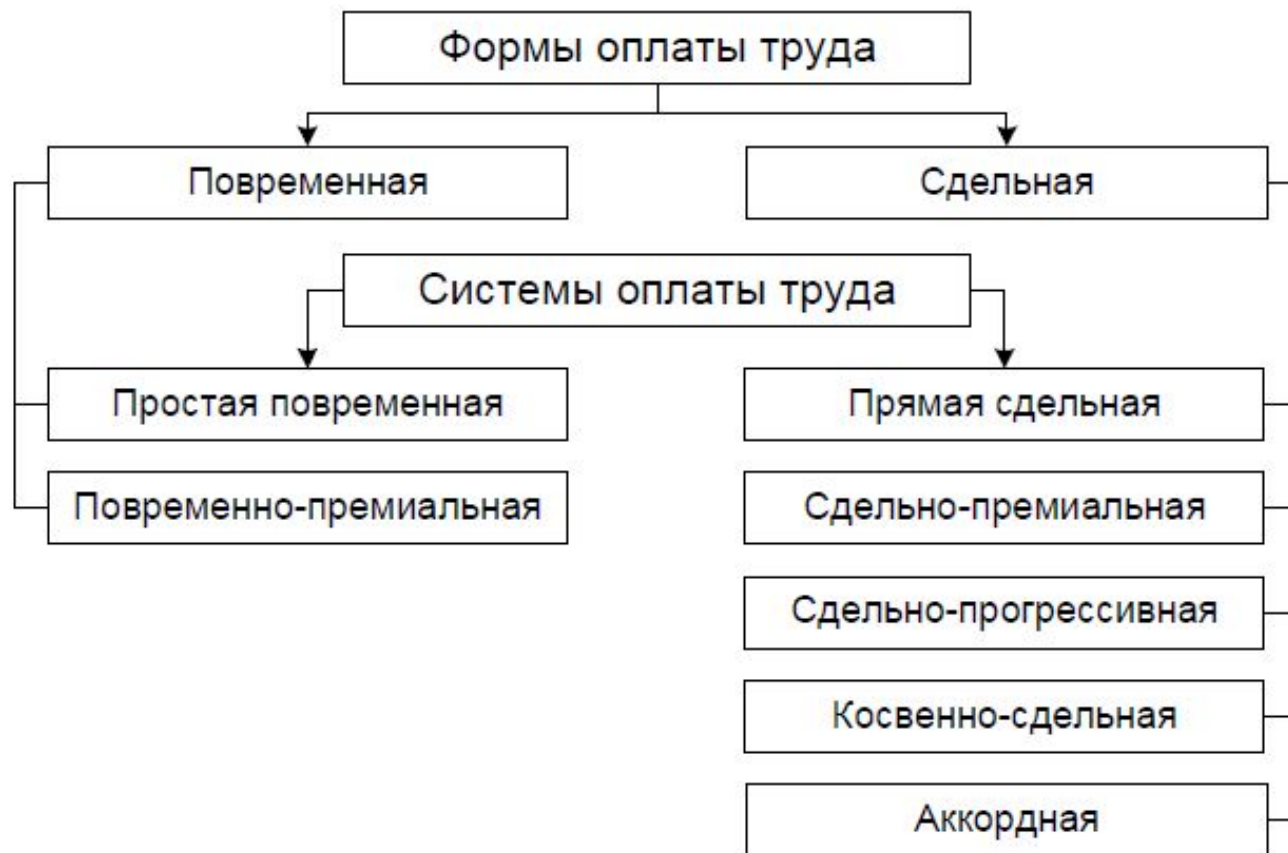 Формы оплаты труда
Повременная
Сдельная
Системы оплаты труда
Простая повременная
Прямая сдельная
Повременно-премиальная
Сдельно-премиальная
Сдельно-прогрессивная
Косвенно-сдельная
Аккордная